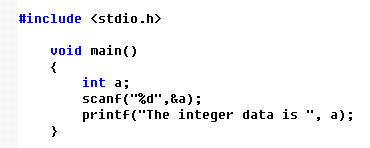 #include <stdio.h>
void main()
{
int a;
scanf("%d",&a);
printf("The integer data is ", a);
}